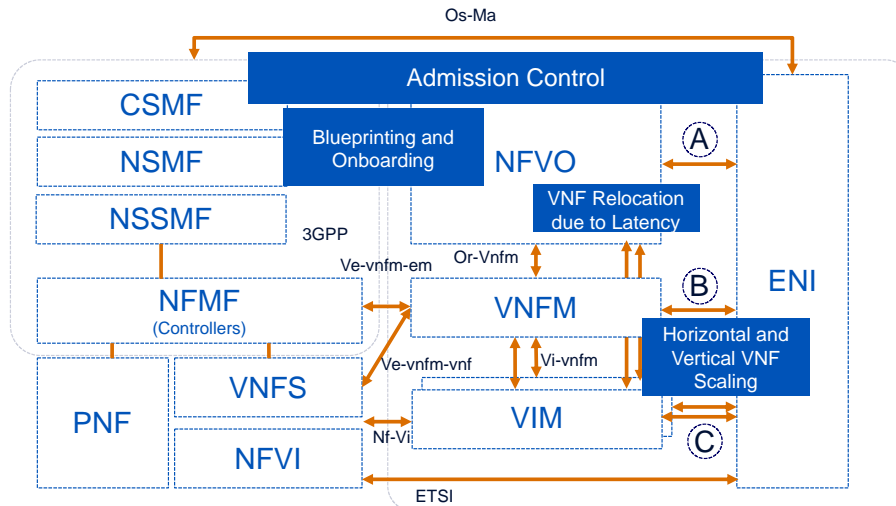 Os-Ma
Admission Control
CSMF
Blueprinting and
Onboarding
NFVO
A
NSMF
VNF Relocation
due to Latency
NSSMF
3GPP
Or-Vnfm
Ve-vnfm-em
ENI
NFMF
(Controllers)
VNFM
B
Horizontal and
Vertical VNF
Scaling
Ve-vnfm-vnf
Vi-vnfm
VNFS
PNF
VIM
Nf-Vi
C
NFVI
ETSI